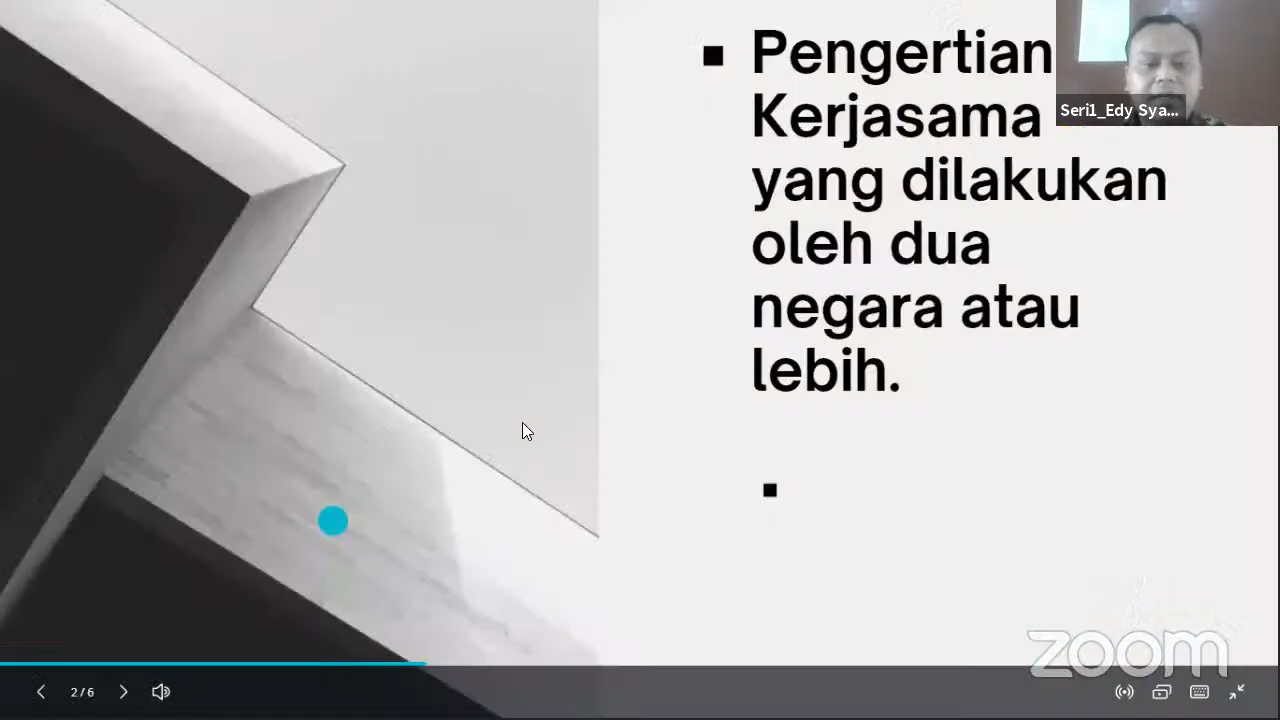 Pengertian
Kerjasama
yang dilakukan
oleh dua
negara atau
lebih.
Seri1_Edy Sya...
zoom
2/6